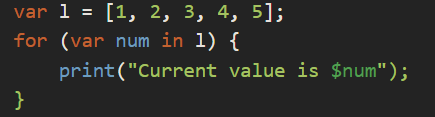 var l = [1, 2, 3, 4, 5];
for (var num in l) {
    print("Current value is $num");
}